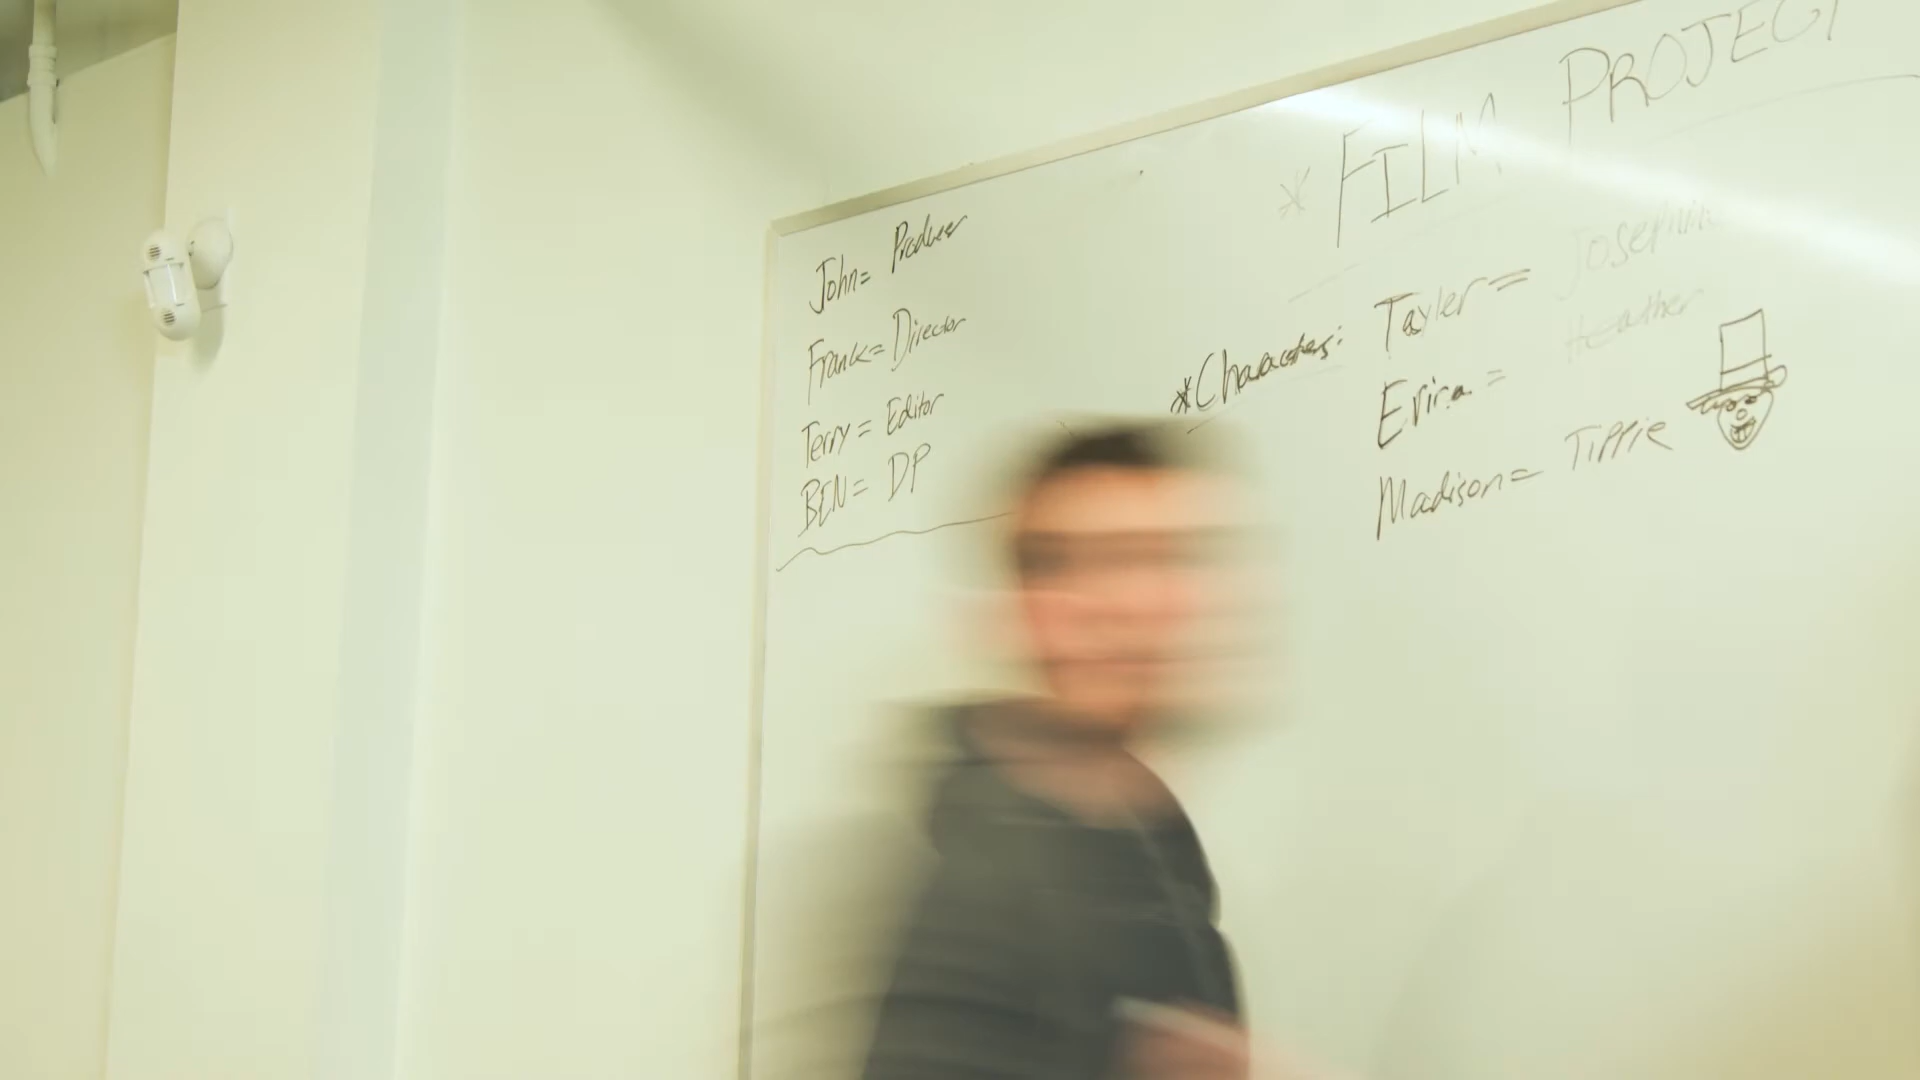 * FILM PROJECT
John= Producer
Frank= Director
Terry= Editor
BEN= DP
*Characters: Tayler= Josephine
Erica= Heather
Madison= Tippie